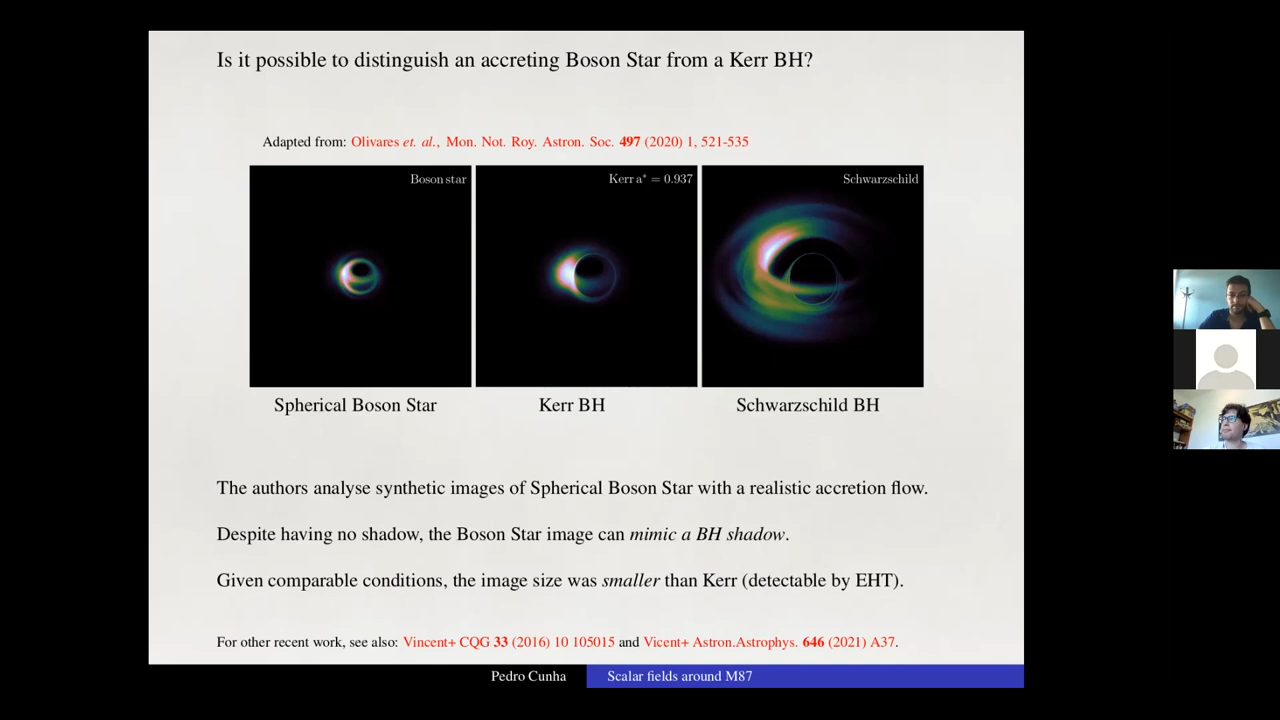 Is it possible to distinguish an accreting Boson Star from a Kerr BH?
Adapted from: Olivares et. al., Mon. Not. Roy. Astron. Soc. 497 (2020) 1, 521-535
Boson star
Kerr a* = 0.937
Schwarzschild
Spherical Boson Star
Kerr BH
Schwarzschild BH
The authors analyse synthetic images of Spherical Boson Star with a realistic accretion flow.
Despite having no shadow, the Boson Star image can mimic a BH shadow.
Given comparable conditions, the image size was smaller than Kerr (detectable by EHT).
For other recent work, see also: Vincent+ CQG 33 (2016) 10 105015 and Vicent+ Astron.Astrophys. 646 (2021) A37.
Pedro Cunha
Scalar fields around M87